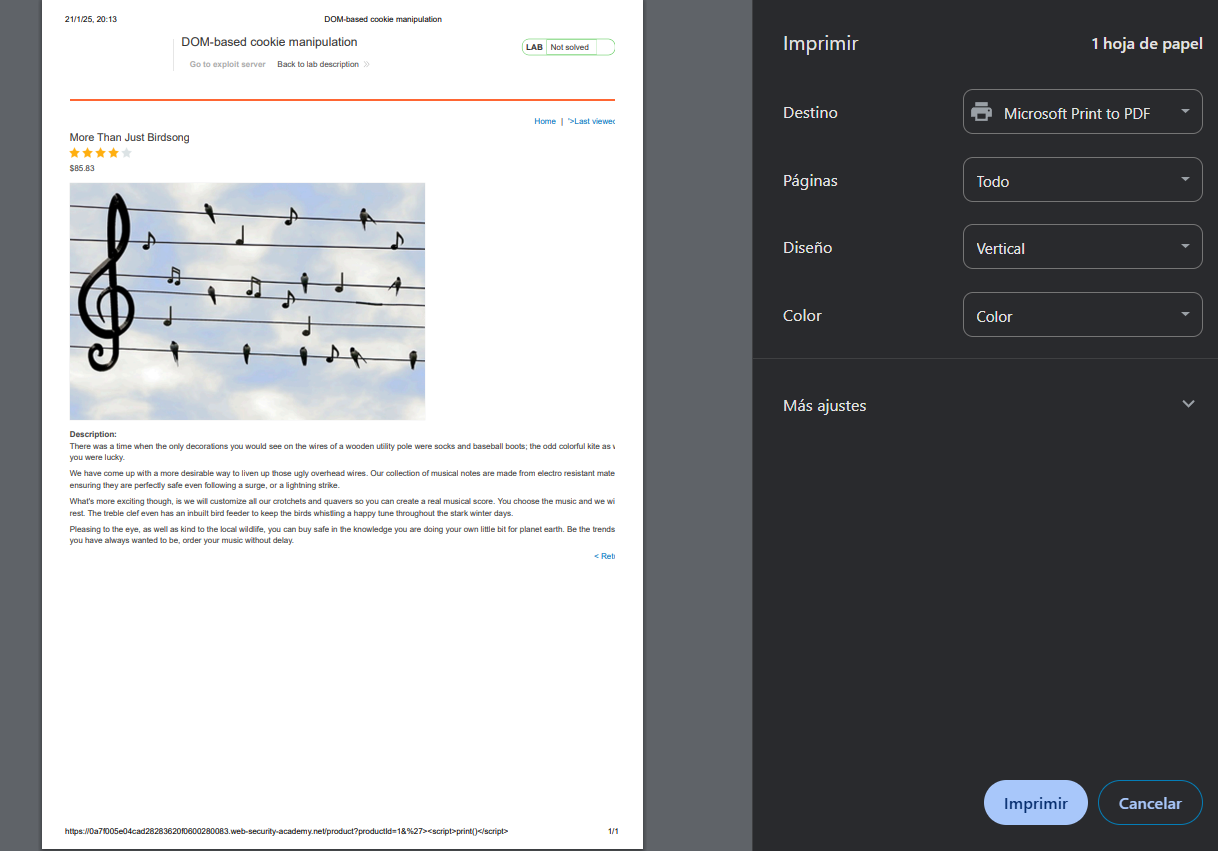 21/1/25, 20:13
DOM-based cookie manipulation
DOM-based cookie manipulation
LAB Not solved
Go to exploit server Back to lab description
Home | '>Last viewed
More Than Just Birdsong
$85.83
Description:
There was a time when the only decorations you would see on the wires of a wooden utility pole were socks and baseball boots; the odd colorful kite as
you were lucky.
We have come up with a more desirable way to liven up those ugly overhead wires. Our collection of musical notes are made from electro resistant mate
ensuring they are perfectly safe even following a surge, or a lightning strike.
What's more exciting though, is we will customize all our crotchets and quavers so you can create a real musical score. You choose the music and we wi
rest. The treble clef even has an inbuilt bird feeder to keep the birds whistling a happy tune throughout the stark winter days.
Pleasing to the eye, as well as kind to the local wildlife, you can buy safe in the knowledge you are doing your own little bit for planet earth. Be the trends
you have always wanted to be, order your music without delay.
< Retu
https://0a7f005e04cad28283620f0600280083.web-security-academy.net/product?productId=1&%27><script>print()</script>
1/1
Imprimir
1 hoja de papel
Destino
Microsoft Print to PDF
Páginas
Todo
Diseño
Vertical
Color
Color
Más ajustes
Imprimir
Cancelar